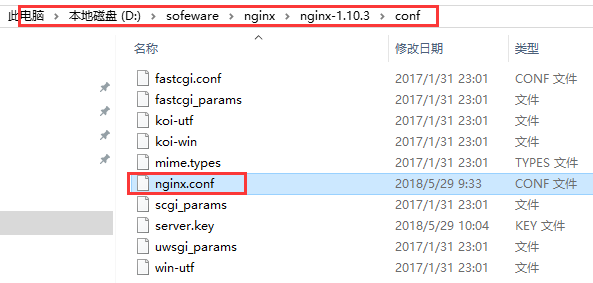 此电脑 > 本地磁盘 (D:) > sofeware > nginx > nginx-1.10.3 > conf
名称 修改日期 类型
fastcgi.conf 2017/1/31 23:01 CONF 文件
fastcgi_params 2017/1/31 23:01 文件
koi-utf 2017/1/31 23:01 文件
koi-win 2017/1/31 23:01 文件
mime.types 2017/1/31 23:01 TYPES 文件
nginx.conf 2018/5/29 9:33 CONF 文件
scgi_params 2017/1/31 23:01 文件
server.key 2018/5/29 10:04 KEY 文件
uwsgi_params 2017/1/31 23:01 文件
win-utf 2017/1/31 23:01 文件